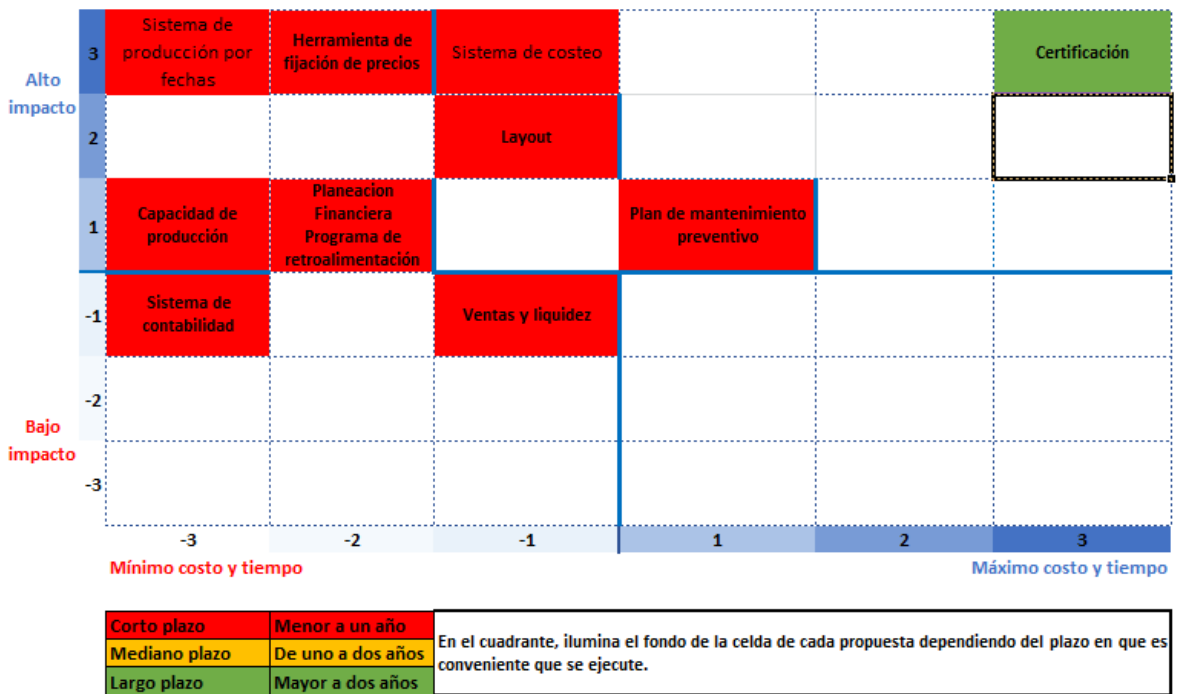 Sistema de
producción por
fechas
Herramienta de
fijación de precios
Sistema de costeo
Certificación
3
Alto
impacto
2
Layout
1
Capacidad de
producción
Planeacion
Financiera
Programa de
retroalimentación
Plan de mantenimiento
preventivo
-1
Sistema de
contabilidad
Ventas y liquidez
-2
Bajo
impacto
-3
-3
-2
-1
1
2
3
Mínimo costo y tiempo
Máximo costo y tiempo
Corto plazo
Menor a un año
Mediano plazo
De uno a dos años
Largo plazo
Mayor a dos años
En el cuadrante, ilumina el fondo de la celda de cada propuesta dependiendo del plazo en que es
conveniente que se ejecute.